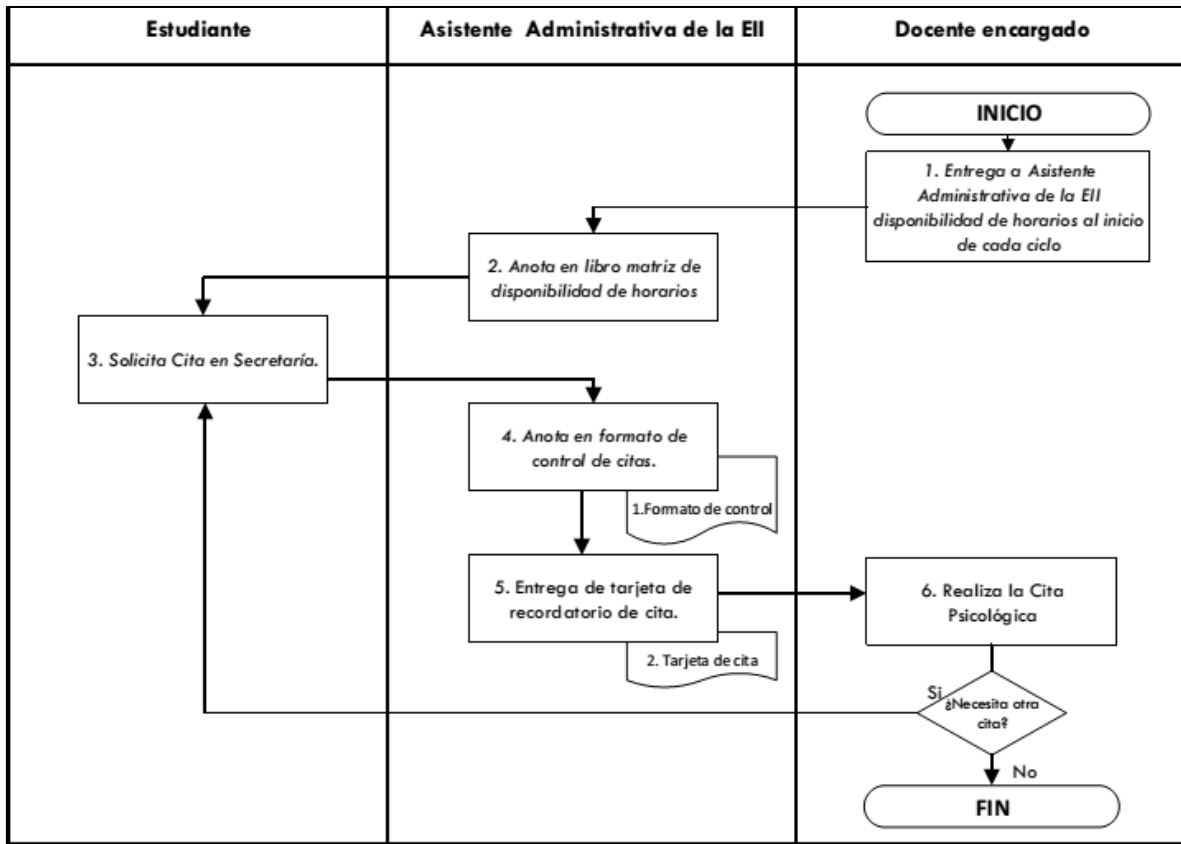 Estudiante
Asistente Administrativa de la EII
Docente encargado
INICIO
1. Entrega a Asistente
Administrativa de la EII
disponibilidad de horarios al inicio
de cada ciclo
2. Anota en libro matriz de
disponibilidad de horarios
3. Solicita Cita en Secretaría.
4. Anota en formato de
control de citas.
1.Formato de control
5. Entrega de tarjeta de
recordatorio de cita.
2. Tarjeta de cita
6. Realiza la Cita
Psicológica
Si
¿Necesita otra
cita?
No
FIN